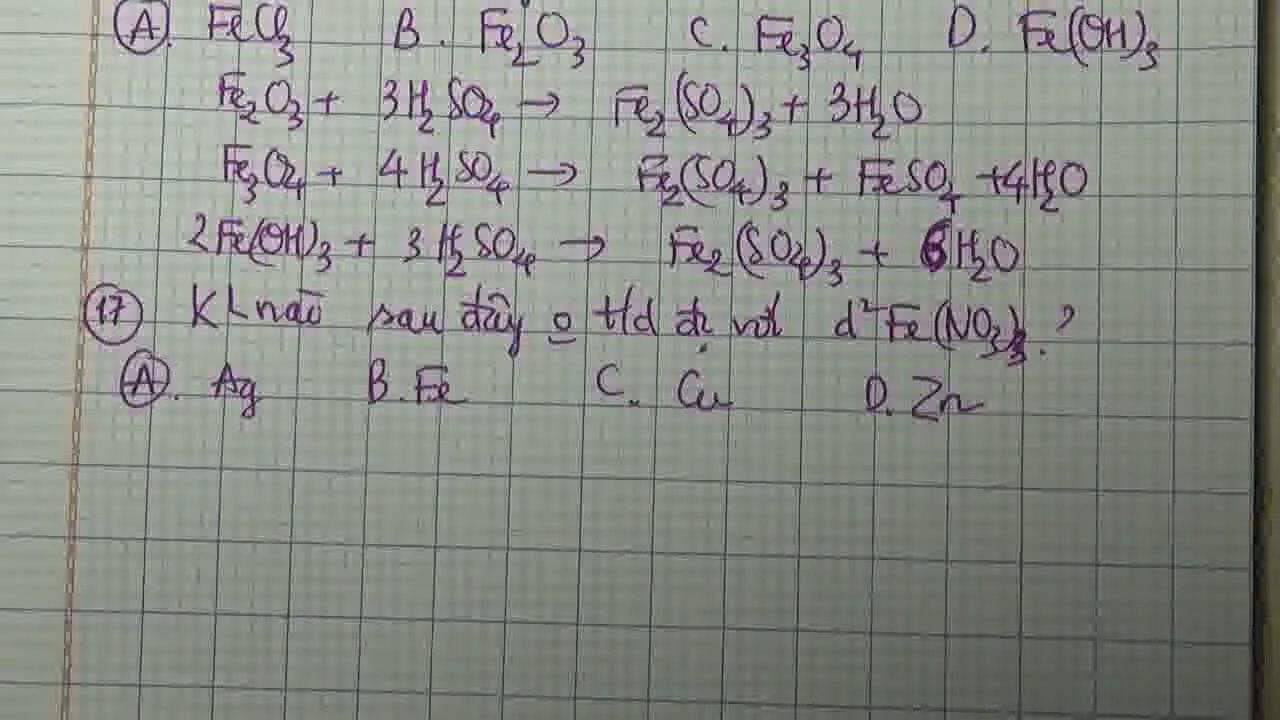 A. FeCl₃ B. Fe₂O₃ C. Fe₃O₄ D. Fe(OH)₃
Fe₂O₃ + 3H₂SO₄ → Fe₂(SO₄)₃ + 3H₂O
Fe₃O₄ + 4H₂SO₄ → Fe₂(SO₄)₃ + FeSO₄ + 4H₂O
2Fe(OH)₃ + 3H₂SO₄ → Fe₂(SO₄)₃ + 6H₂O
17 KL nào sau đây o t/d đc với d² Fe(NO₃)₃ ?
A. Ag B. Fe C. Cu D. Zn